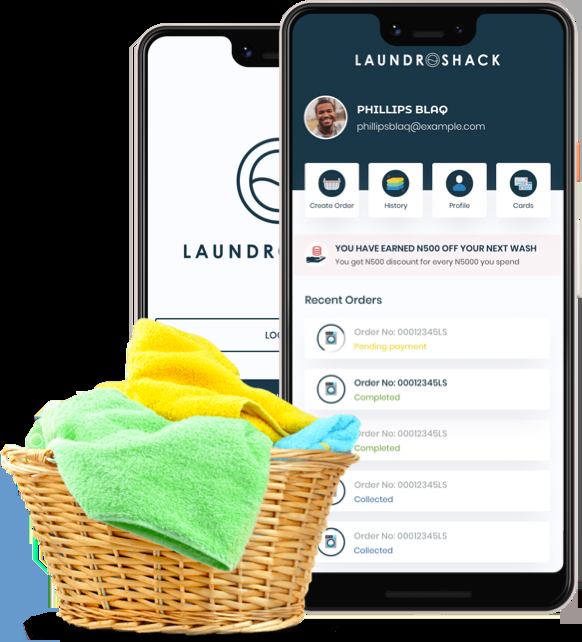 LAUNDROSHACK
PHILLIPS BLAQ
phillipsblaq@example.com
Create Order
History
Profile
Cards
YOU HAVE EARNED N500 OFF YOUR NEXT WASH
You get N500 discount for every N5000 you spend
Recent Orders
Order No: 00012345LS
Pending payment
Order No: 00012345LS
Completed
Order No: 00012345LS
Completed
Order No: 00012345LS
Collected
Order No: 00012345LS
Collected
LAUNDR
LO